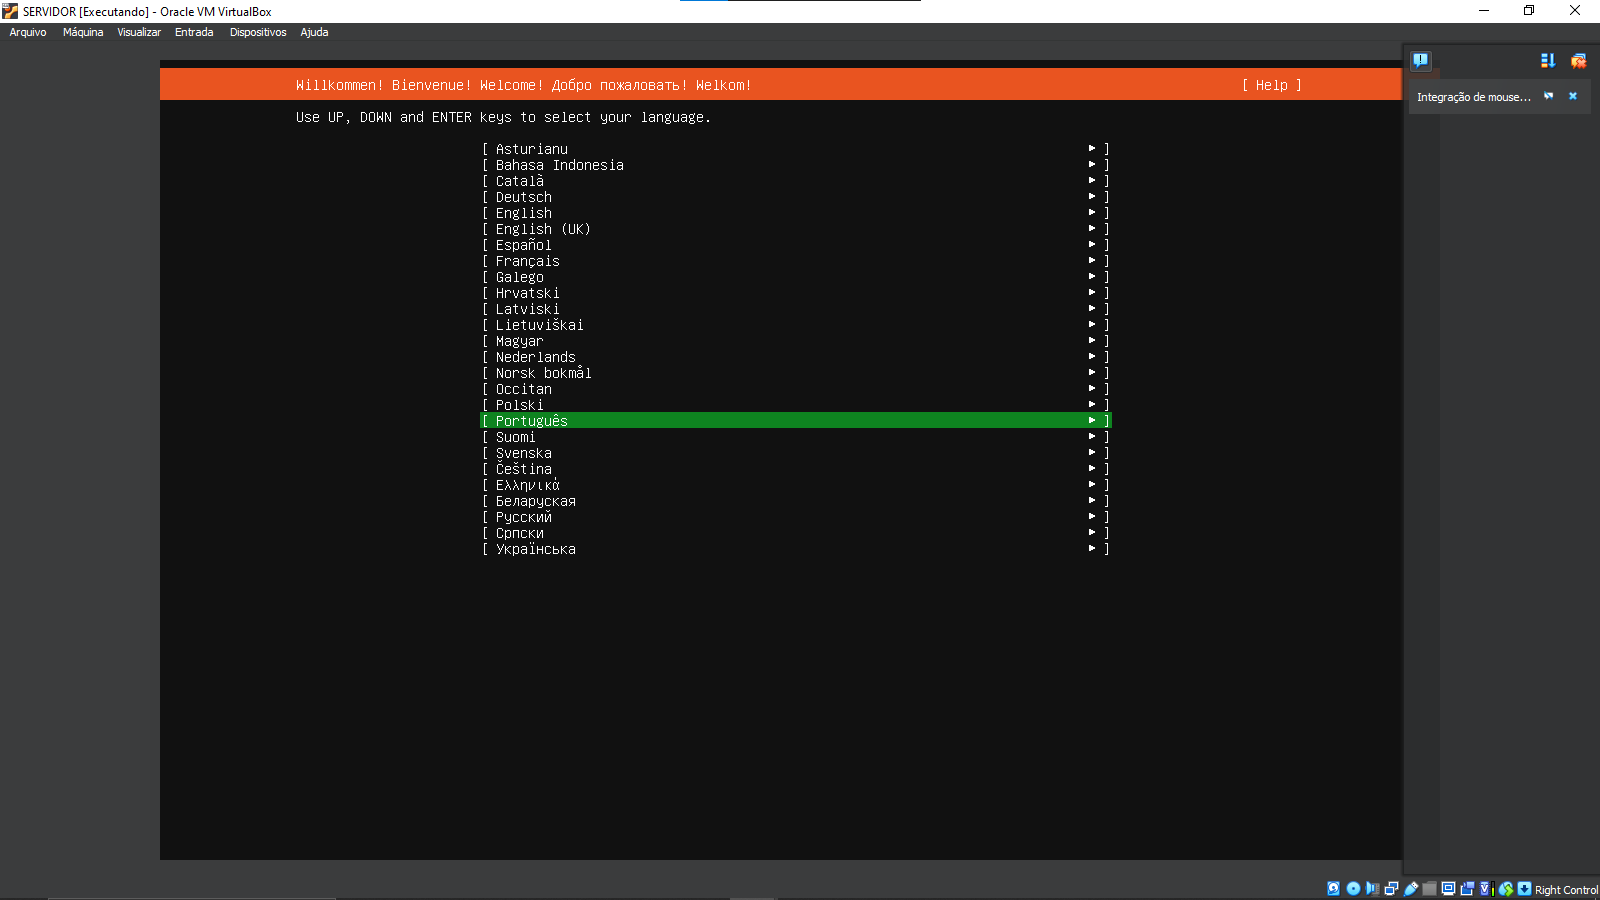 SERVIDOR [Executando] - Oracle VM VirtualBox
Arquivo Máquina Visualizar Entrada Dispositivos Ajuda
Willkommen! Bienvenue! Welcome! Добро пожаловать! Welkom! [ Help ]
Integração de mouse...
Use UP, DOWN and ENTER keys to select your language.
[ Asturianu ► ]
[ Bahasa Indonesia ► ]
[ Català ► ]
[ Deutsch ► ]
[ English ► ]
[ English (UK) ► ]
[ Español ► ]
[ Français ► ]
[ Galego ► ]
[ Hrvatski ► ]
[ Latviski ► ]
[ Lietuviškai ► ]
[ Magyar ► ]
[ Nederlands ► ]
[ Norsk bokmål ► ]
[ Occitan ► ]
[ Polski ► ]
[ Português ► ]
[ Suomi ► ]
[ Svenska ► ]
[ Čeština ► ]
[ Ελληνικά ► ]
[ Беларуская ► ]
[ Русский ► ]
[ Српски ► ]
[ Українська ► ]
Right Control